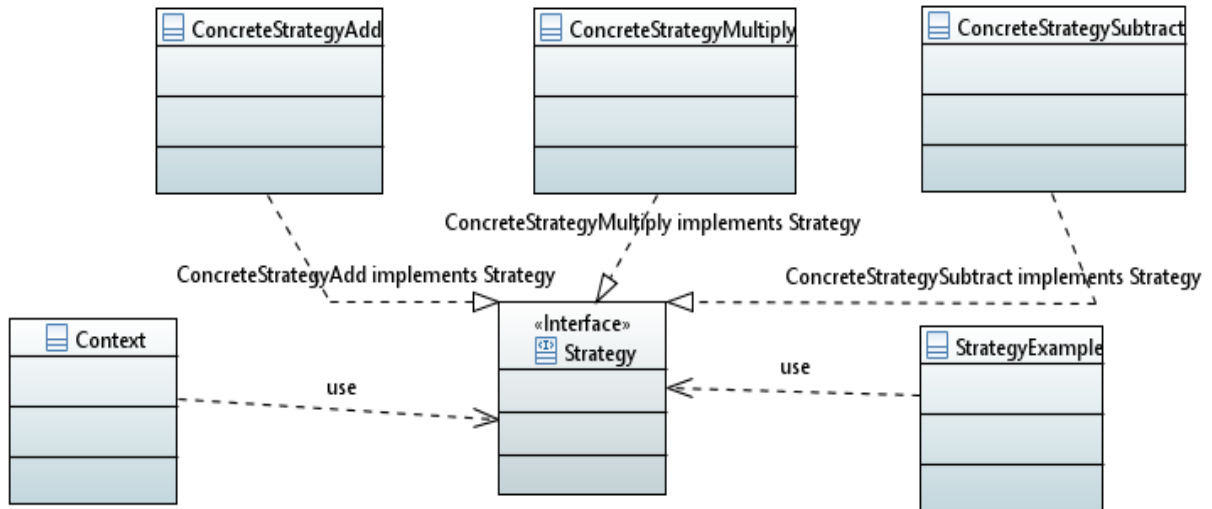 ConcreteStrategyAdd
ConcreteStrategyMultiply
ConcreteStrategySubtract
ConcreteStrategyMultiply implements Strategy
ConcreteStrategyAdd implements Strategy
ConcreteStrategySubtract implements Strategy
«Interface»
Strategy
Context
StrategyExample
use
use